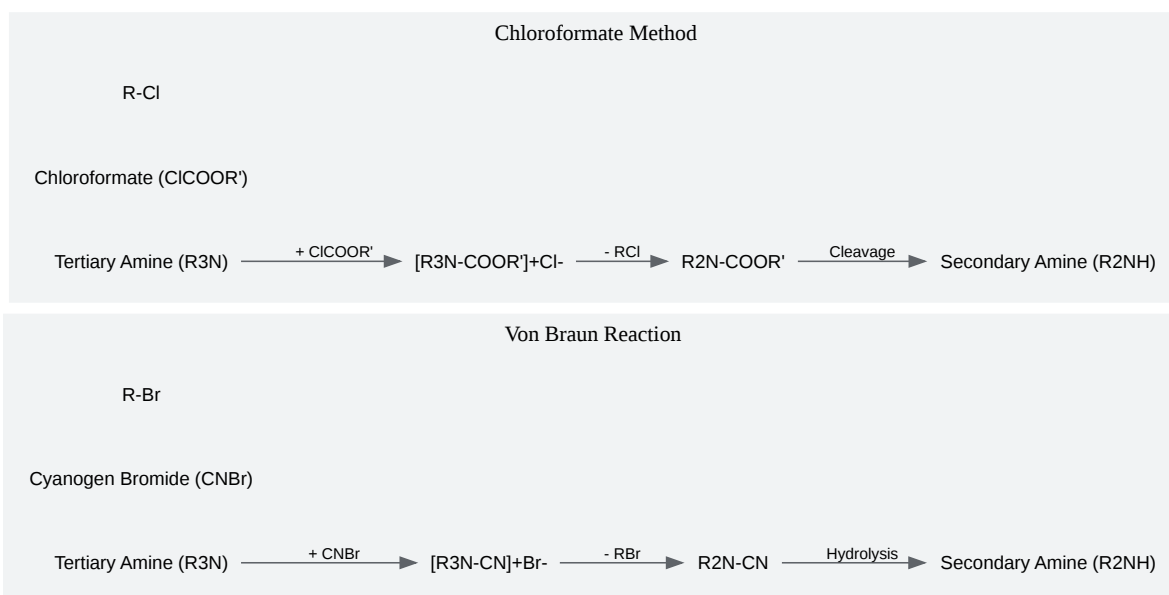 Chloroformate Method
R-Cl
Chloroformate (ClCOOR')
+ ClCOOR' - RCl Cleavage
Tertiary Amine (R3N) [R3N-COOR']+Cl- R2N-COOR' Secondary Amine (R2NH)
Von Braun Reaction
R-Br
Cyanogen Bromide (CNBr)
+ CNBr - RBr Hydrolysis
Tertiary Amine (R3N) [R3N-CN]+Br- R2N-CN Secondary Amine (R2NH)